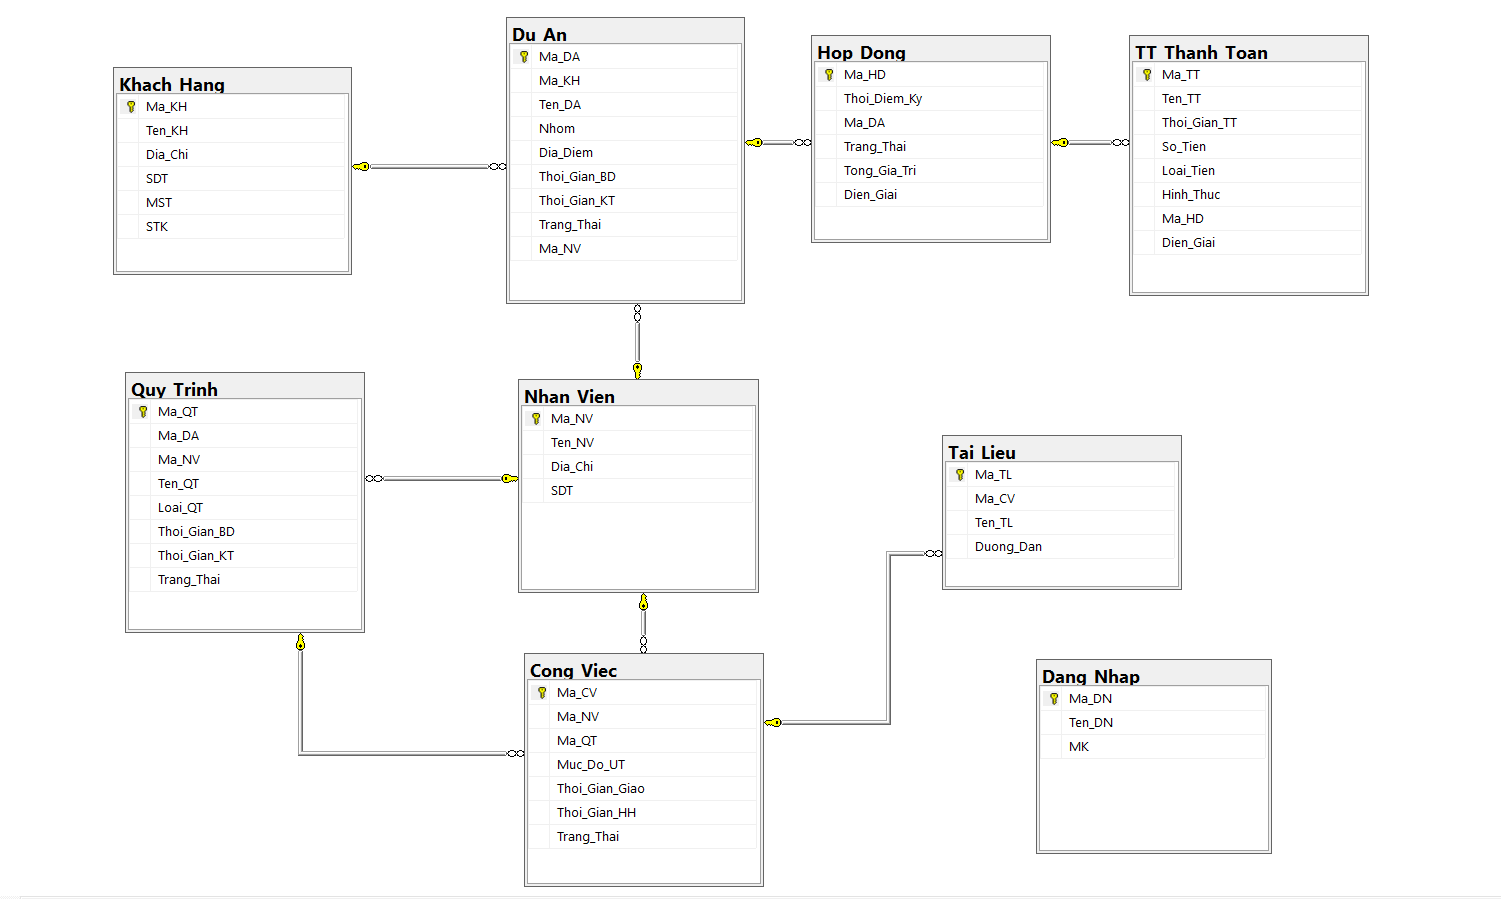 Khach Hang
Ma_KH
Ten_KH
Dia_Chi
SDT
MST
STK
Du An
Ma_DA
Ma_KH
Ten_DA
Nhom
Dia_Diem
Thoi_Gian_BD
Thoi_Gian_KT
Trang_Thai
Ma_NV
Hop Dong
Ma_HD
Thoi_Diem_Ky
Ma_DA
Trang_Thai
Tong_Gia_Tri
Dien_Giai
TT Thanh Toan
Ma_TT
Ten_TT
Thoi_Gian_TT
So_Tien
Loai_Tien
Hinh_Thuc
Ma_HD
Dien_Giai
Quy Trinh
Ma_QT
Ma_DA
Ma_NV
Ten_QT
Loai_QT
Thoi_Gian_BD
Thoi_Gian_KT
Trang_Thai
Nhan Vien
Ma_NV
Ten_NV
Dia_Chi
SDT
Tai Lieu
Ma_TL
Ma_CV
Ten_TL
Duong_Dan
Cong Viec
Ma_CV
Ma_NV
Ma_QT
Muc_Do_UT
Thoi_Gian_Giao
Thoi_Gian_HH
Trang_Thai
Dang Nhap
Ma_DN
Ten_DN
MK